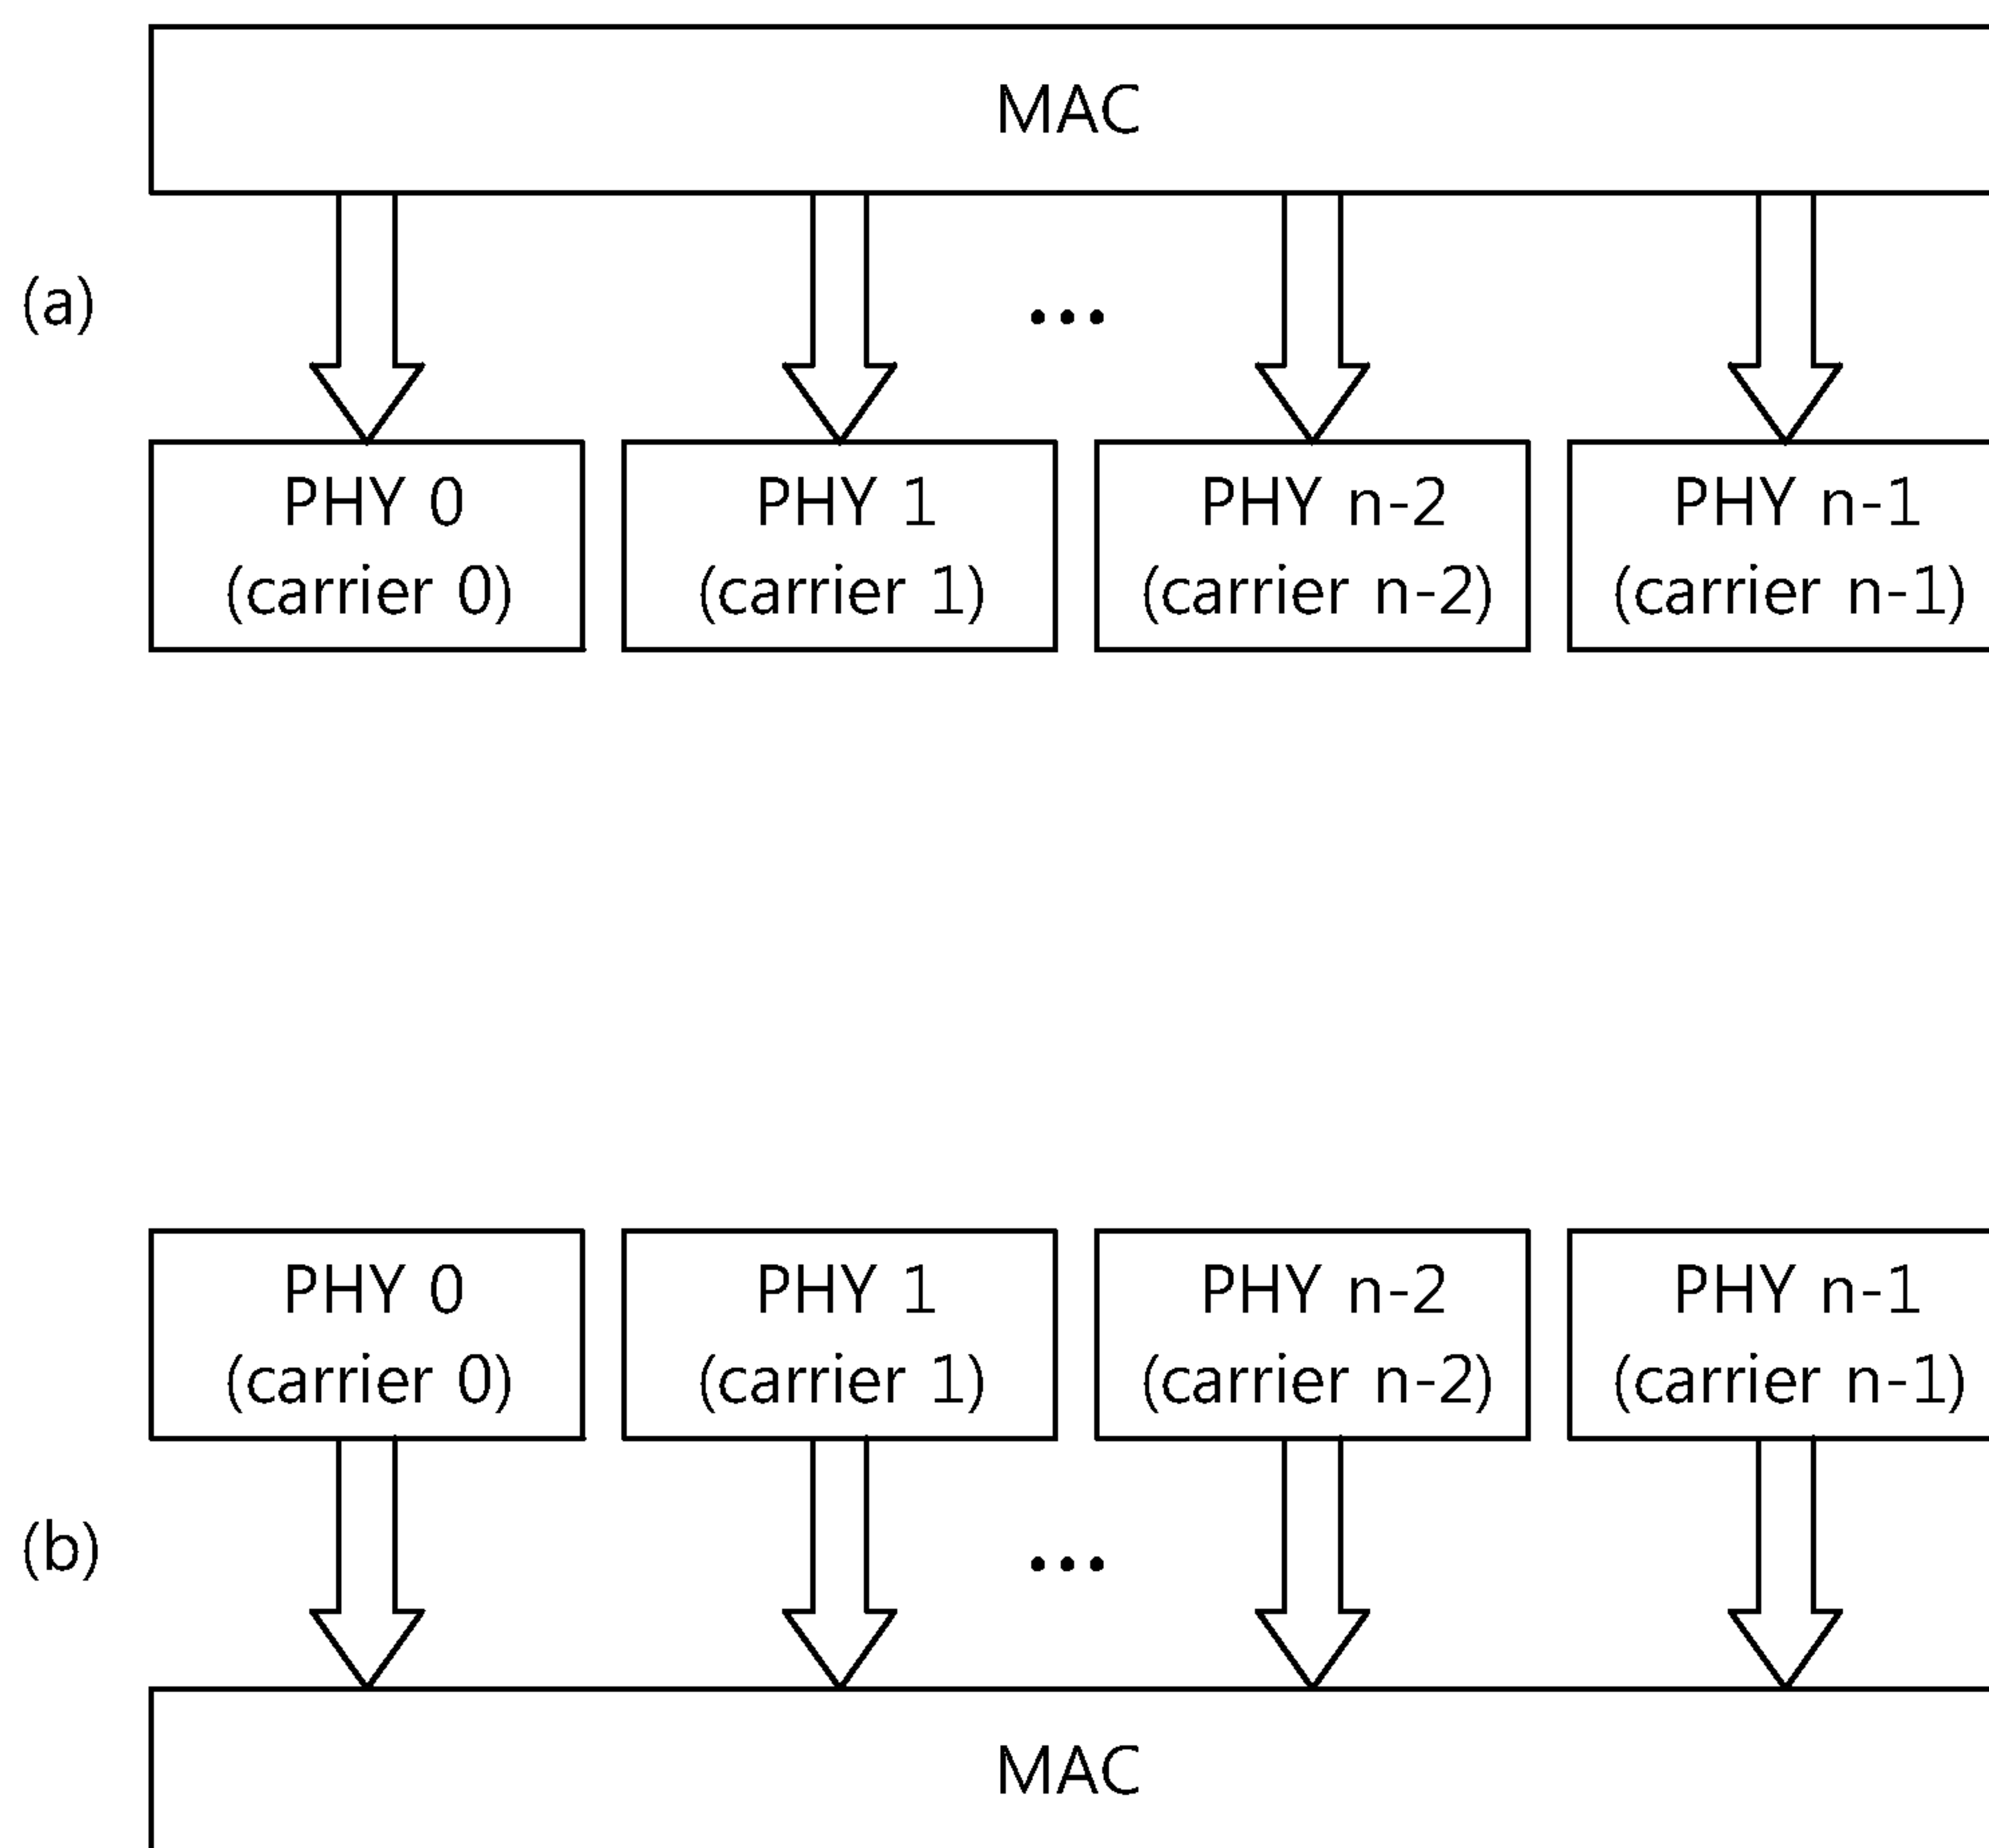 MAC
(a)
...
PHY 0
(carrier 0)
PHY 1
(carrier 1)
PHY n-2
(carrier n-2)
PHY n-1
(carrier n-1)
PHY 0
(carrier 0)
PHY 1
(carrier 1)
PHY n-2
(carrier n-2)
PHY n-1
(carrier n-1)
(b)
...
MAC